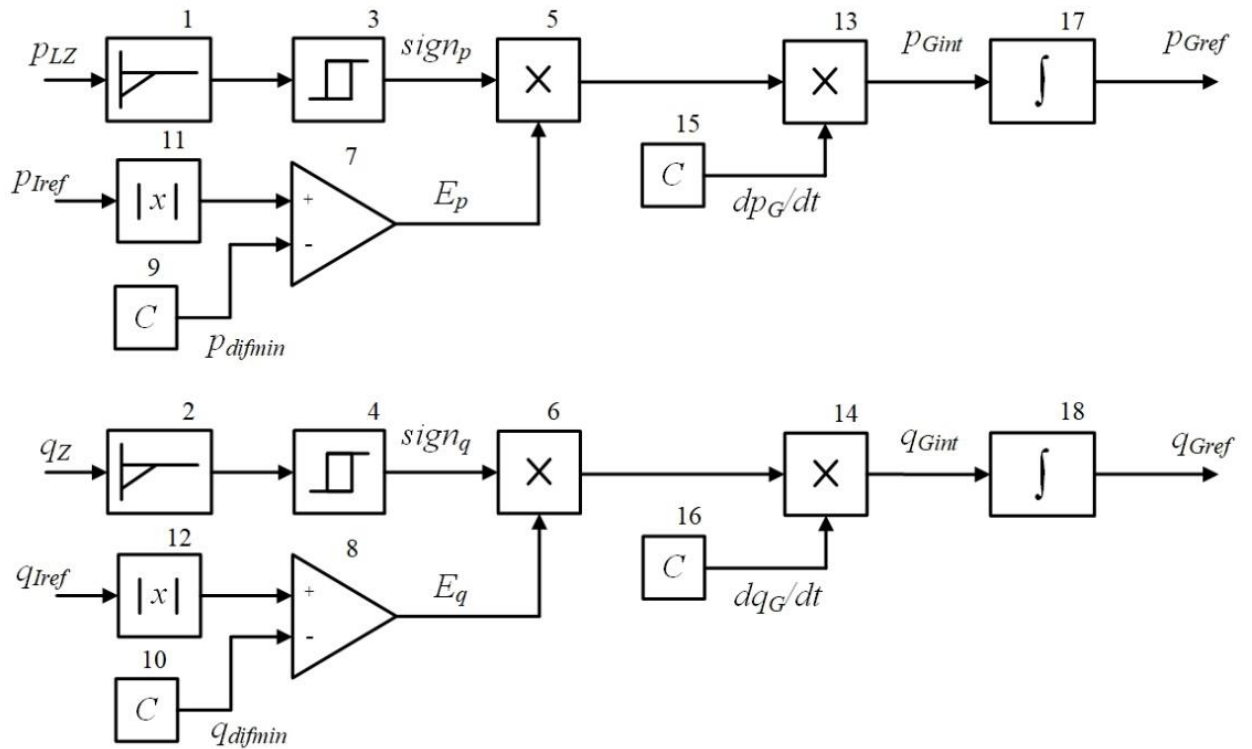 1 3 5 13 17
p_LZ sign_p × × p_Gint ∫ p_Gref
11 7 15
p_Iref |x| + E_p C dp_G/dt
9 -
C
p_difmin
2 4 6 14 18
q_Z sign_q × × q_Gint ∫ q_Gref
12 8 16
q_Iref |x| + E_q C dq_G/dt
10 -
C
q_difmin